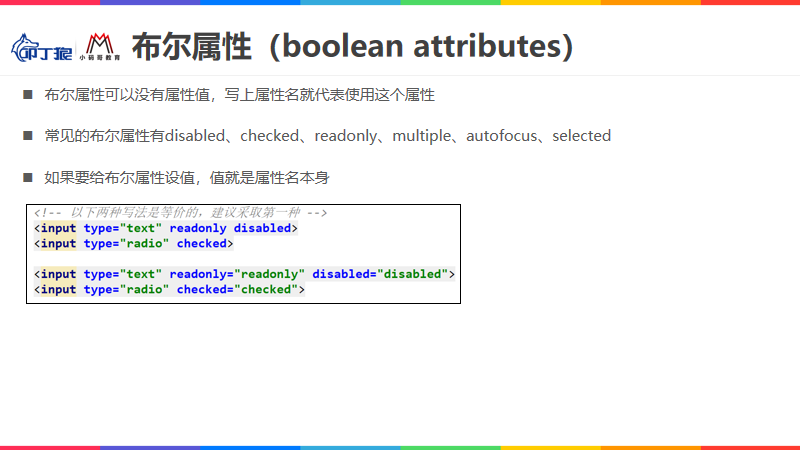 叩丁狼
小码哥教育
布尔属性（boolean attributes）
布尔属性可以没有属性值，写上属性名就代表使用这个属性
常见的布尔属性有disabled、checked、readonly、multiple、autofocus、selected
如果要给布尔属性设值，值就是属性名本身
<!-- 以下两种写法是等价的，建议采取第一种 -->
<input type="text" readonly disabled>
<input type="radio" checked>
<input type="text" readonly="readonly" disabled="disabled">
<input type="radio" checked="checked">